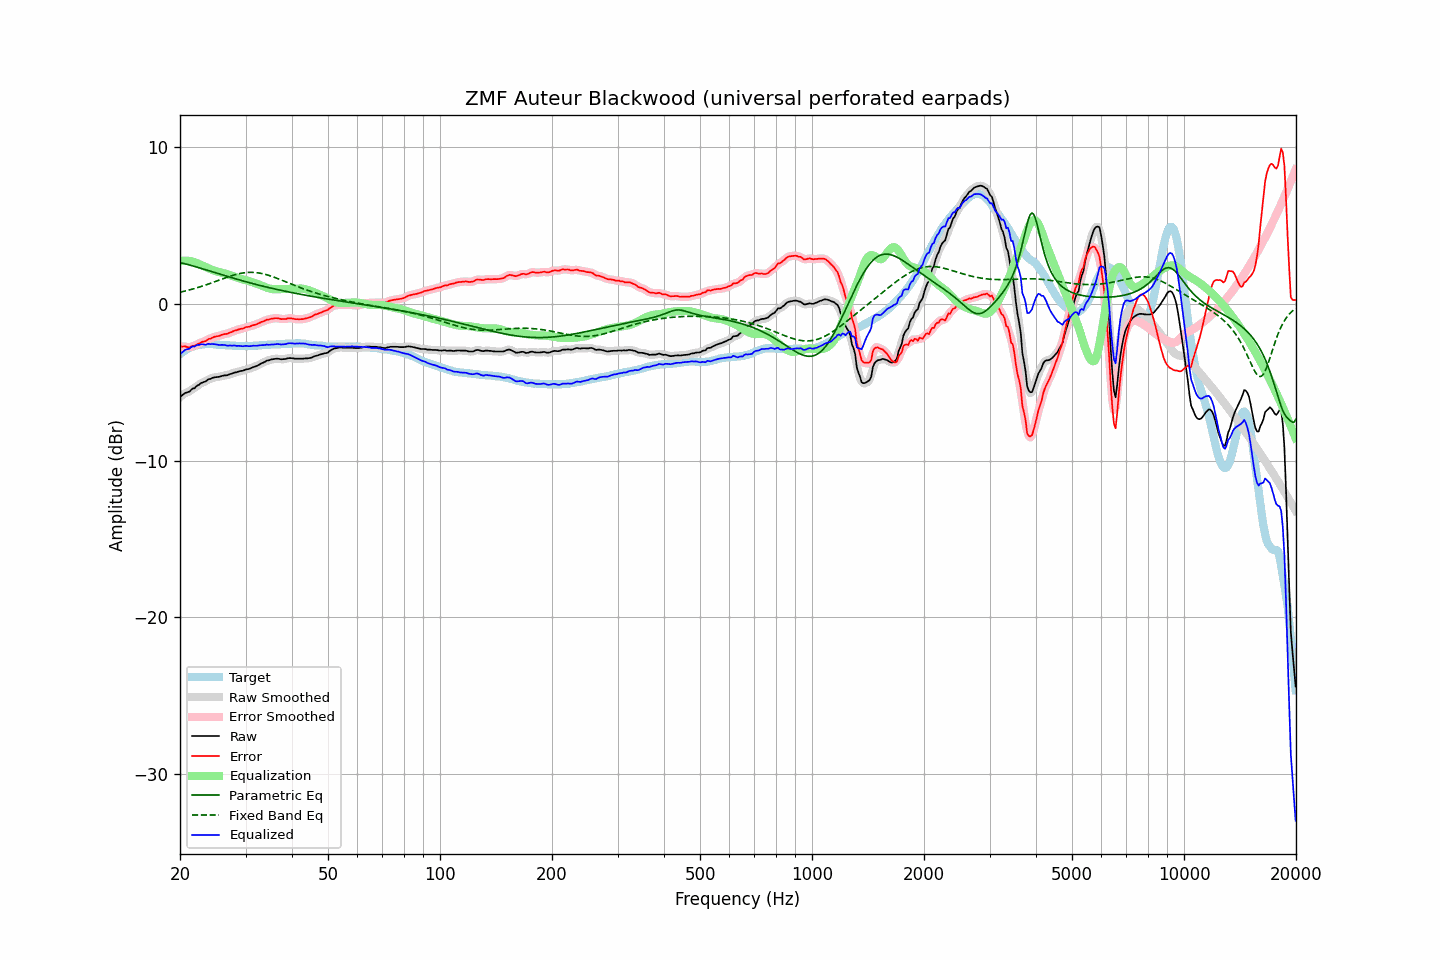 ZMF Auteur Blackwood (universal perforated earpads)
10
0
−10
−20
−30
Amplitude (dBr)
Target
Raw Smoothed
Error Smoothed
Raw
Error
Equalization
Parametric Eq
Fixed Band Eq
Equalized
20 50 100 200 500 1000 2000 5000 10000 20000
Frequency (Hz)